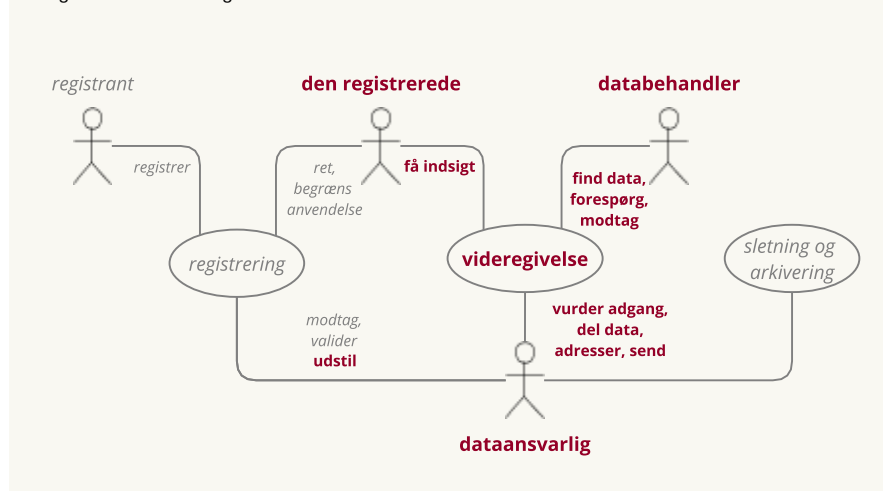 registrant
den registrerede
databehandler
registrer
ret,
begræns
anvendelse
få indsigt
find data,
forespørg,
modtag
registrering
videregivelse
sletning og
arkivering
modtag,
valider
udstil
vurder adgang,
del data,
adresser, send
dataansvarlig